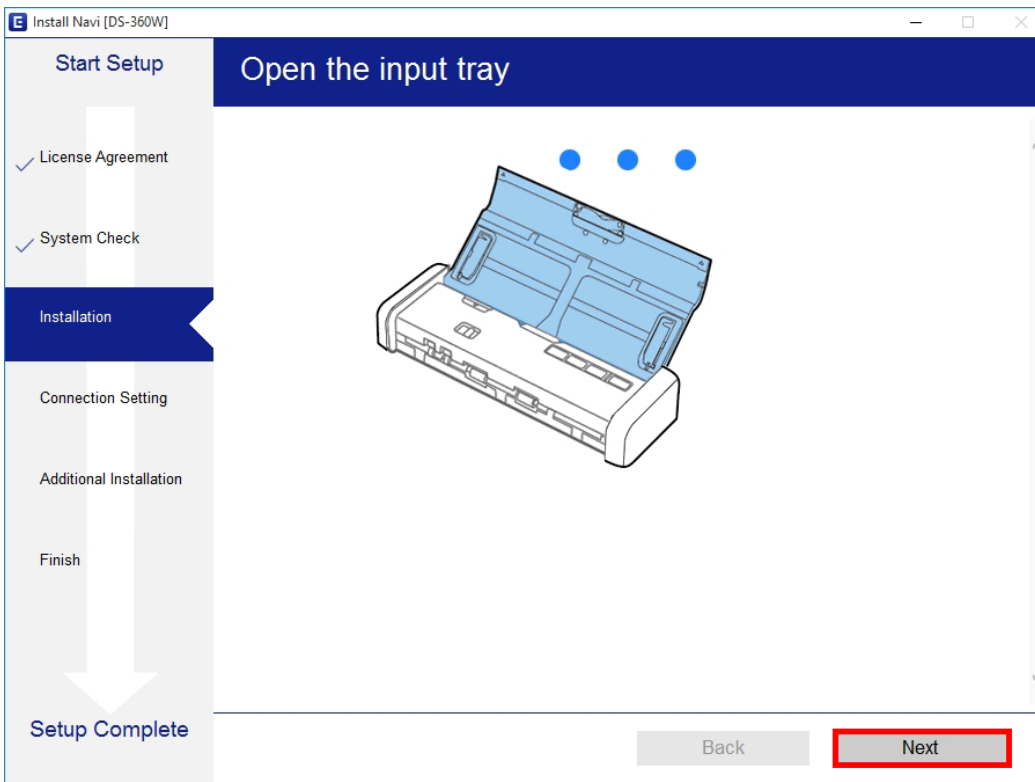 Install Navi [DS-360W]
Start Setup
Open the input tray
License Agreement
System Check
Installation
Connection Setting
Additional Installation
Finish
Setup Complete
Back
Next